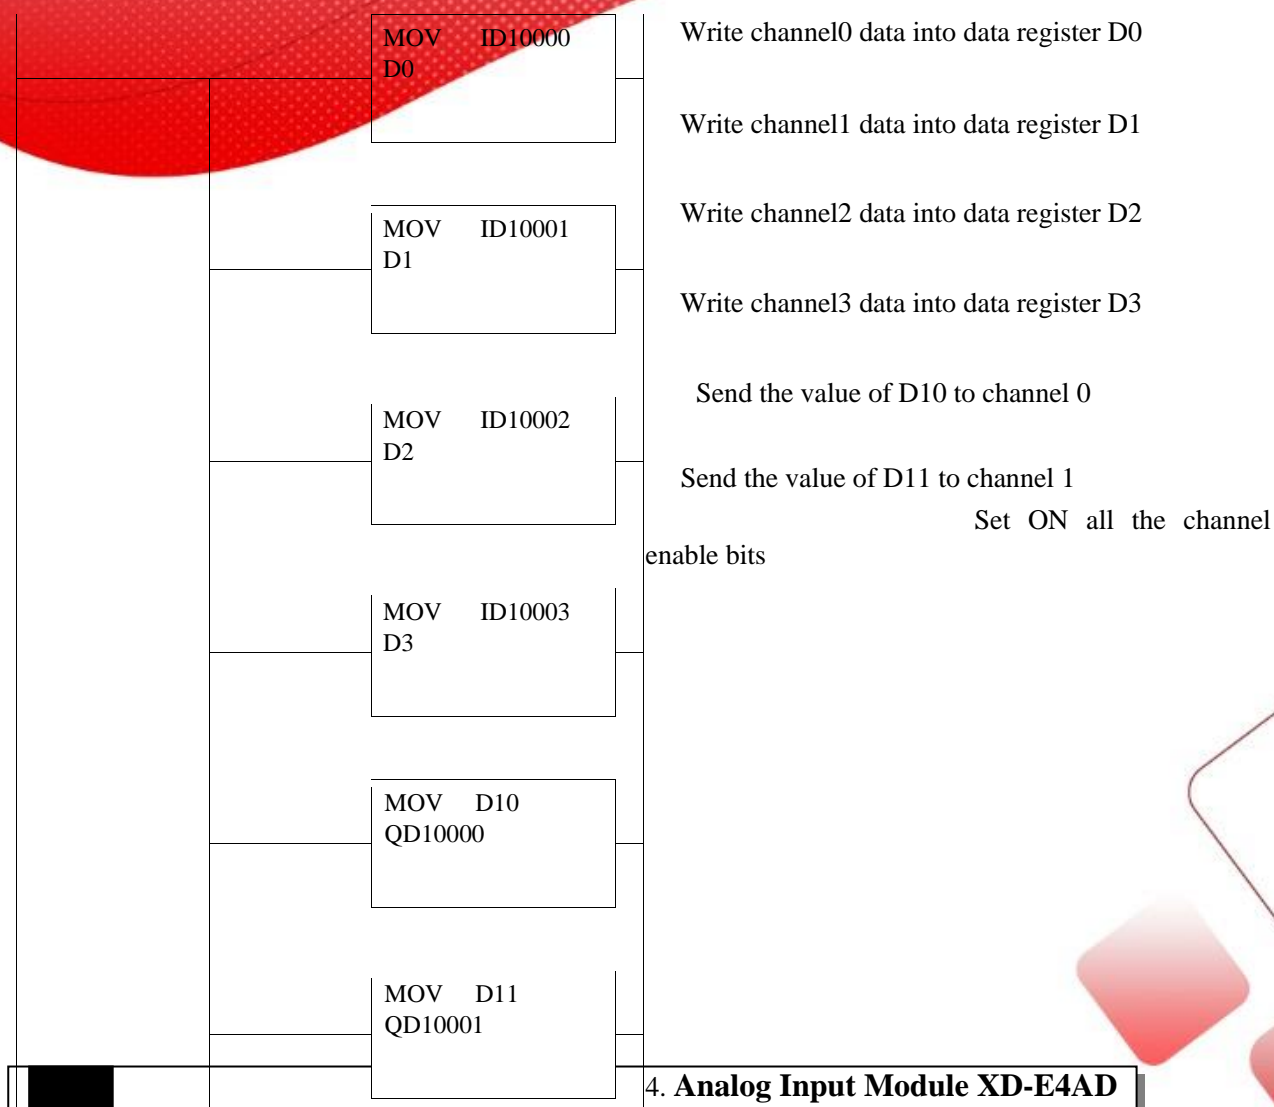 MOV ID10000
D0
Write channel0 data into data register D0
Write channel1 data into data register D1
MOV ID10001
D1
Write channel2 data into data register D2
Write channel3 data into data register D3
MOV ID10002
D2
Send the value of D10 to channel 0
Send the value of D11 to channel 1
Set ON all the channel
enable bits
MOV ID10003
D3
MOV D10
QD10000
MOV D11
QD10001
4. Analog Input Module XD-E4AD